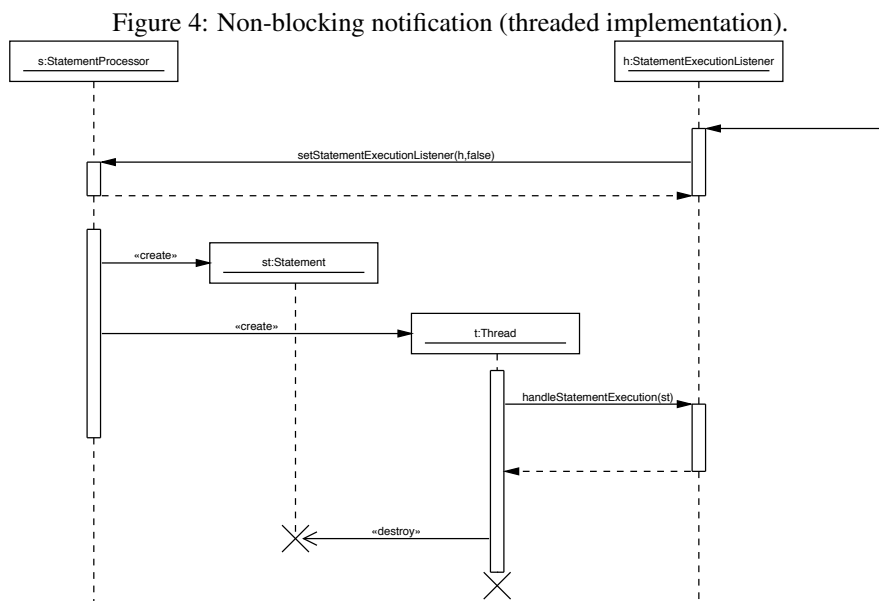 Figure 4: Non-blocking notification (threaded implementation).
s:StatementProcessor
h:StatementExecutionListener
setStatementExecutionListener(h,false)
«create»
st:Statement
«create»
t:Thread
handleStatementExecution(st)
«destroy»